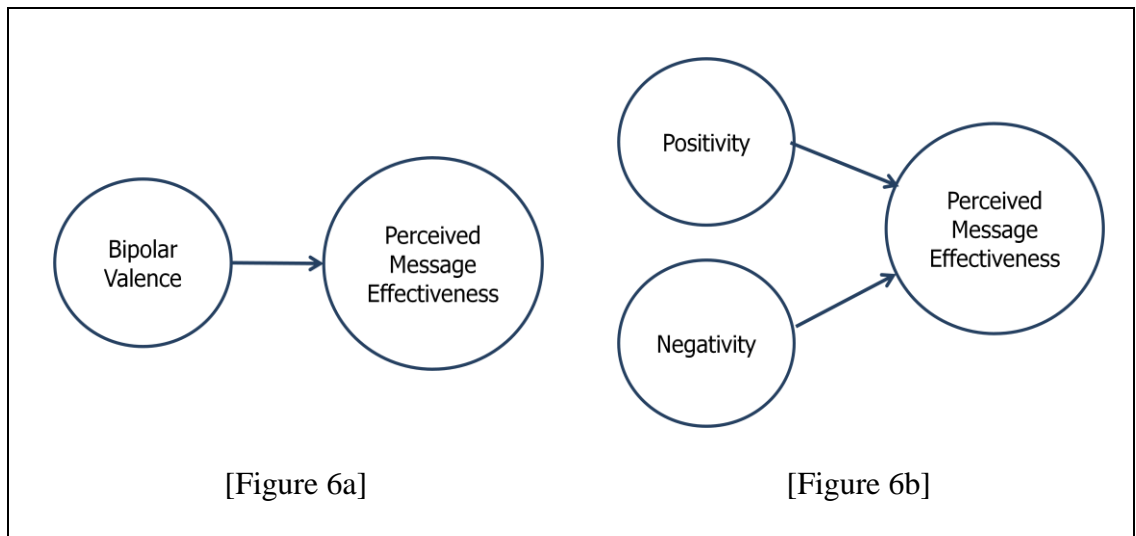 Bipolar
Valence
Perceived
Message
Effectiveness
[Figure 6a]
Positivity
Negativity
Perceived
Message
Effectiveness
[Figure 6b]